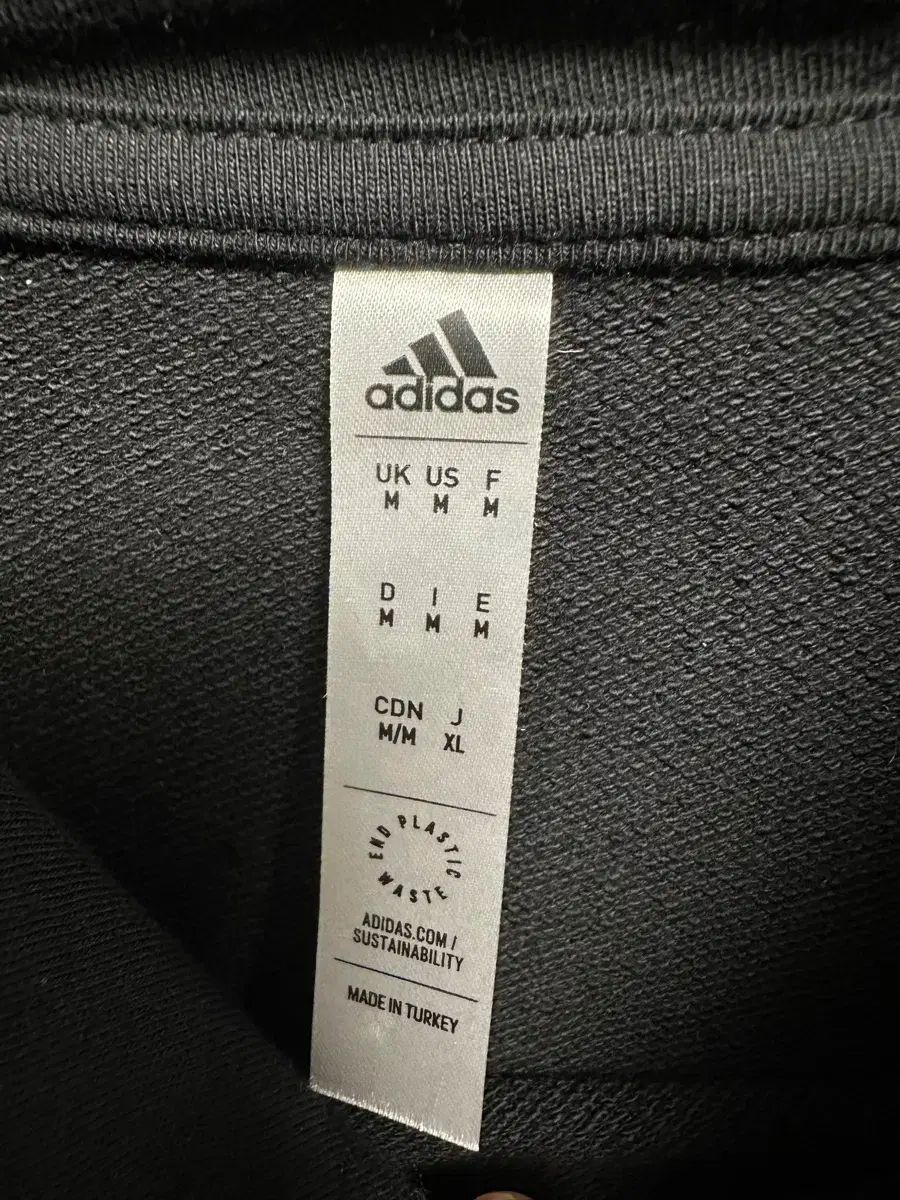 adidas
UK US F
M M M
D I E
M M M
CDN J
M/M XL
END PLASTIC WASTE
ADIDAS.COM /
SUSTAINABILITY
MADE IN TURKEY